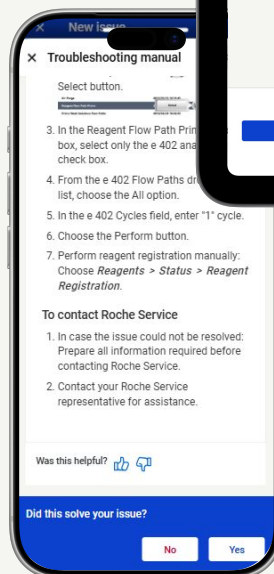 New issue
× Troubleshooting manual
Select button.
3. In the Reagent Flow Path Prim
box, select only the e 402 ana
check box.
4. From the e 402 Flow Paths dr
list, choose the All option.
5. In the e 402 Cycles field, enter "1" cycle.
6. Choose the Perform button.
7. Perform reagent registration manually:
Choose Reagents > Status > Reagent
Registration.
To contact Roche Service
1. In case the issue could not be resolved:
Prepare all information required before
contacting Roche Service.
2. Contact your Roche Service
representative for assistance.
Was this helpful?
Did this solve your issue?
No
Yes